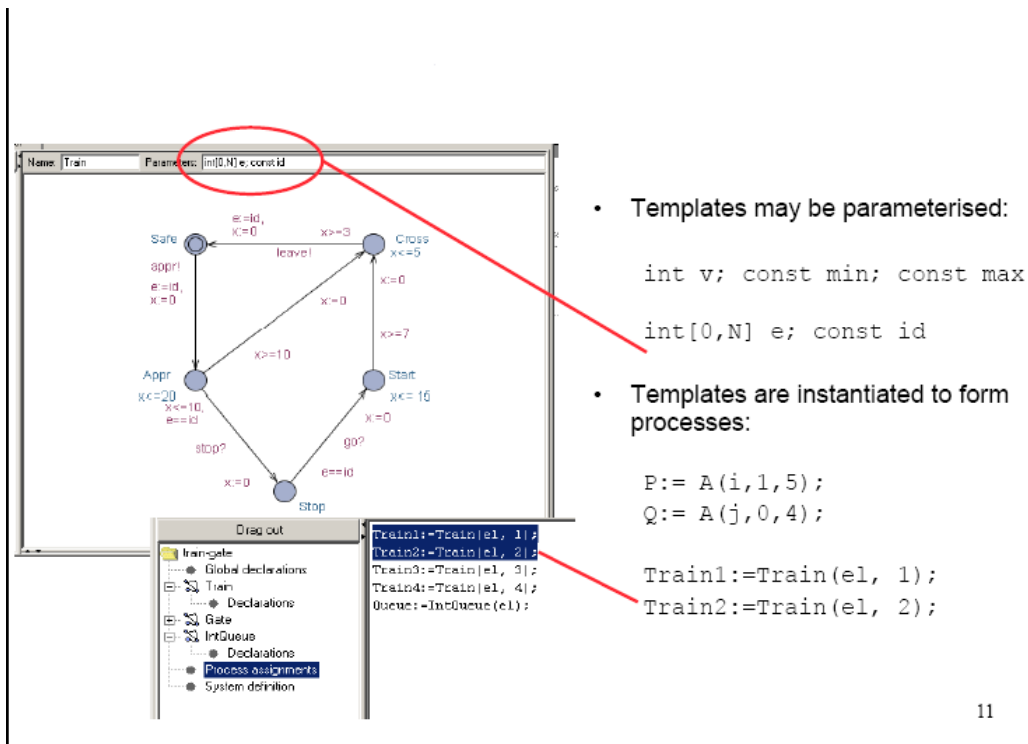 Name: Train Parameters: int[0,N] e; const id
e:=id,
x:=0
x>=3
Safe
Cross
x<=5
leave!
appr!
e:=id,
x:=0
x:=0
x:=0
x>=7
x>=10
Appr
x<=20
x<=10,
e==id
Start
x<= 15
x:=0
stop?
go?
e==id
x:=0
Stop
Drag out
train-gate
Global declarations
Train
Declarations
Gate
IntQueue
Declarations
Process assignments
System definition
Train1:=Train(el, 1);
Train2:=Train(el, 2);
Train3:=Train(el, 3);
Train4:=Train(el, 4);
Queue:=IntQueue(el);
• Templates may be parameterised:
int v; const min; const max
int[0,N] e; const id
• Templates are instantiated to form
processes:
P:= A(i,1,5);
Q:= A(j,0,4);
Train1:=Train(el, 1);
Train2:=Train(el, 2);
11